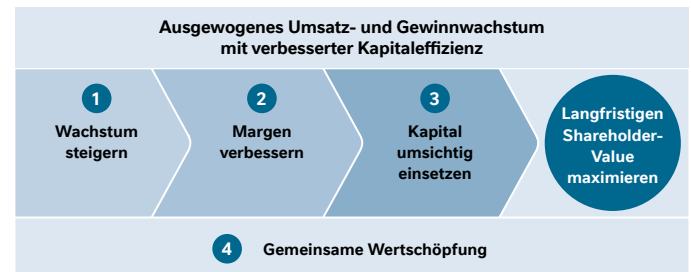 Ausgewogenes Umsatz- und Gewinnwachstum
mit verbesserter Kapitaleffizienz
1
Wachstum
steigern
2
Margen
verbessern
3
Kapital
umsichtig
einsetzen
Langfristigen
Shareholder-
Value
maximieren
4 Gemeinsame Wertschöpfung